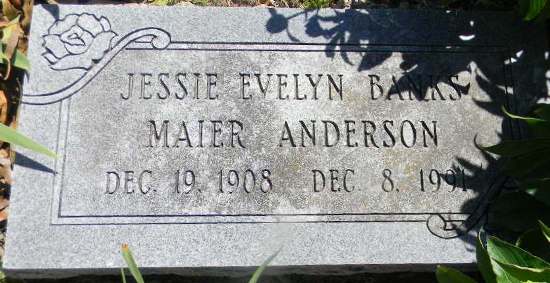 JESSIE EVELYN BANKS
MAIER ANDERSON
DEC. 19, 1908 DEC 8, 1991